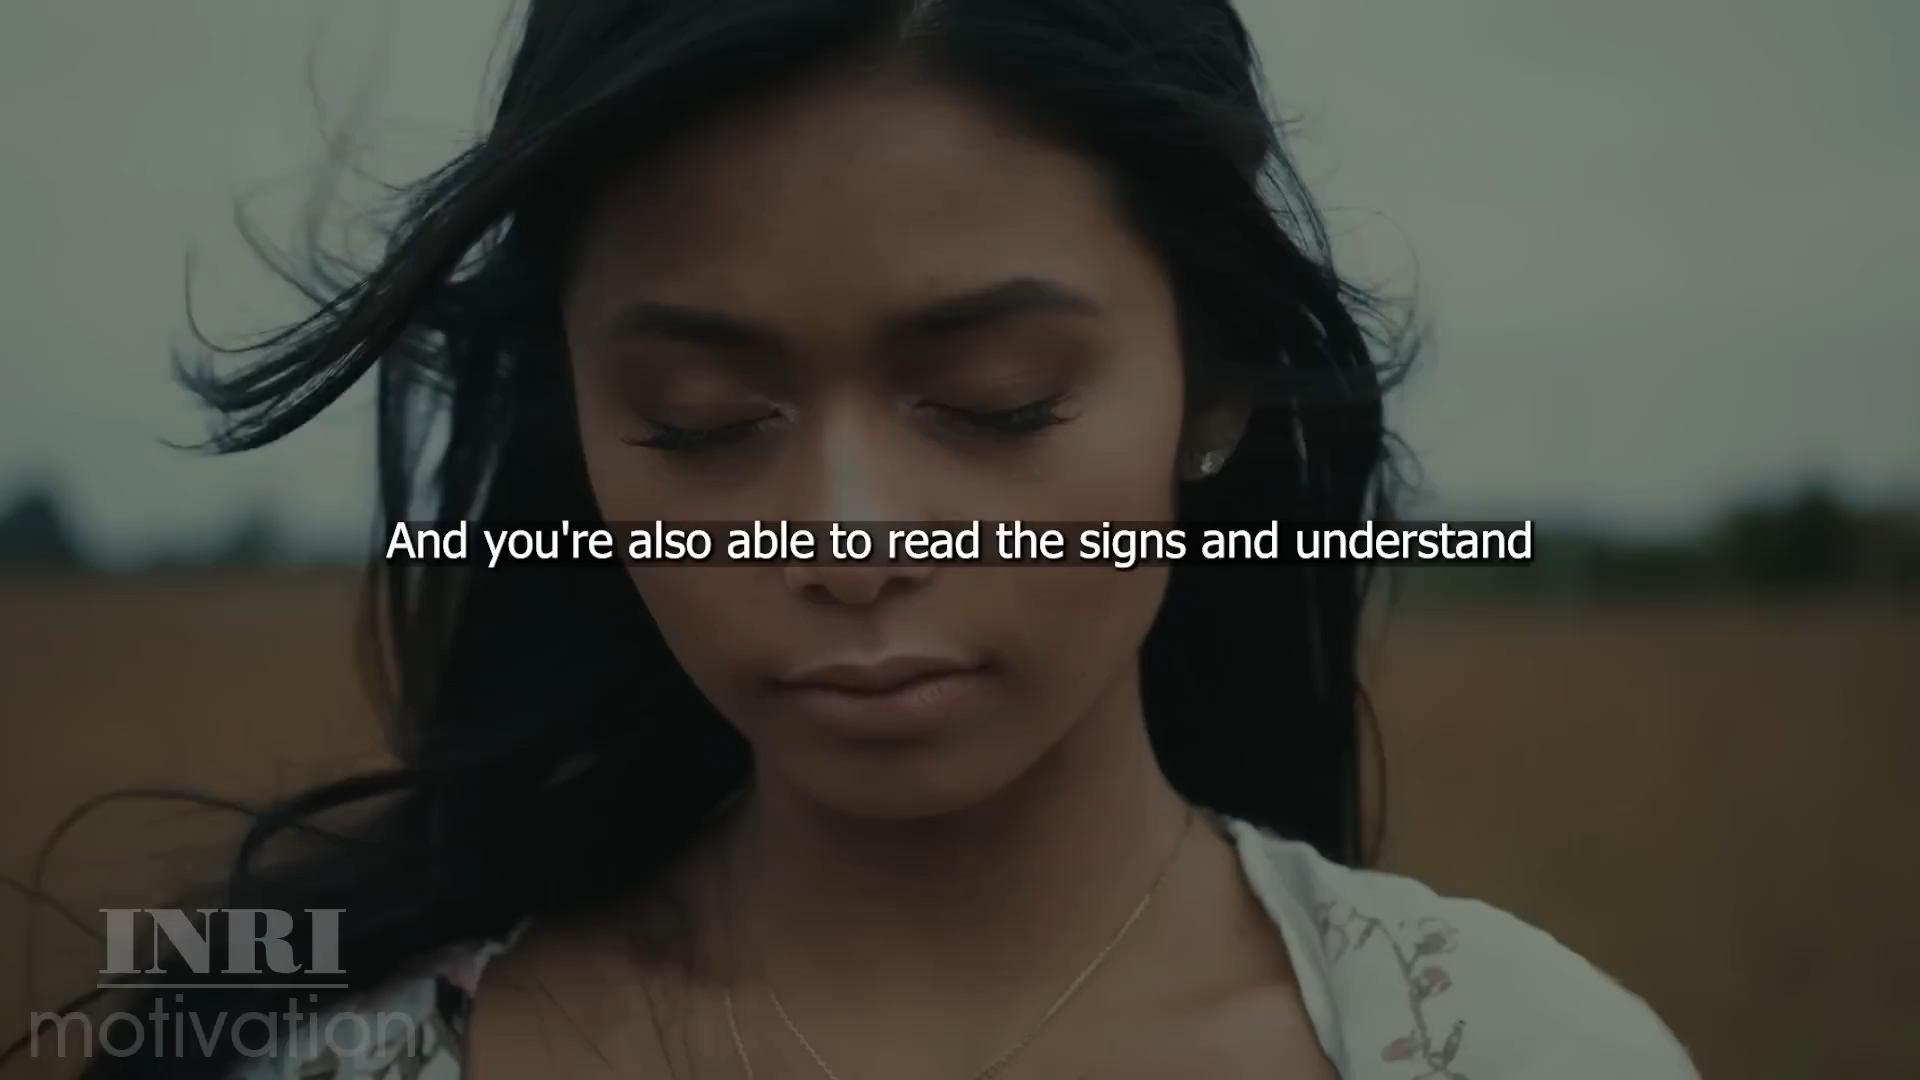 And you're also able to read the signs and understand
INRI
motivation